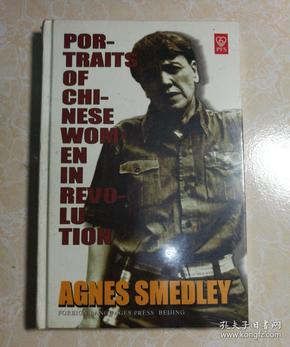 POR-
TRAITS
OF
CHI-
NESE
WOM
EN
IN
REVO-
LU-
TION
PFS
AGNES SMEDLEY
FOREIGN LANGUAGES PRESS BEIJING
孔夫子旧书网